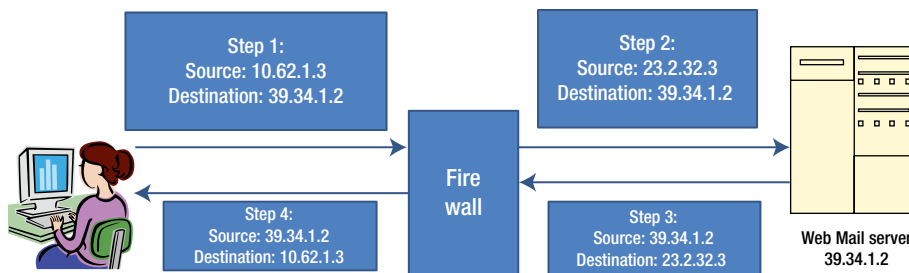 Step 1:
Source: 10.62.1.3
Destination: 39.34.1.2
Step 2:
Source: 23.2.32.3
Destination: 39.34.1.2
Fire
wall
Step 4:
Source: 39.34.1.2
Destination: 10.62.1.3
Step 3:
Source: 39.34.1.2
Destination: 23.2.32.3
Web Mail server
39.34.1.2